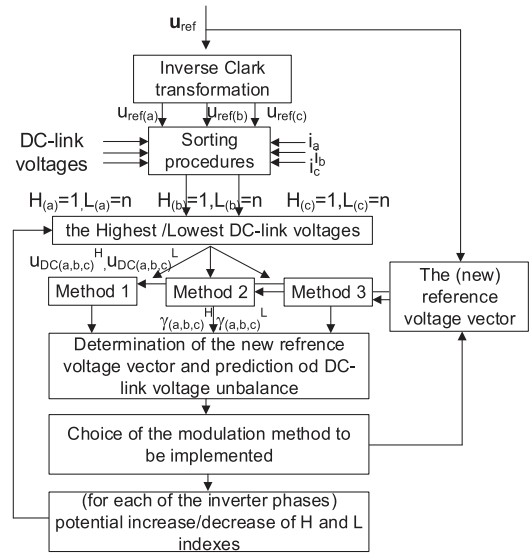 u_ref
Inverse Clark
transformation
u_ref(a) u_ref(b) u_ref(c)
DC-link
voltages
Sorting
procedures
i_a
i_b
i_c
H_(a)=1, L_(a)=n H_(b)=1, L_(b)=n H_(c)=1, L_(c)=n
the Highest /Lowest DC-link voltages
u_DC(a,b,c)^H, u_DC(a,b,c)^L
Method 1 Method 2 Method 3
The (new)
reference
voltage vector
γ_(a,b,c)^H γ_(a,b,c)^L
Determination of the new refrence
voltage vector and prediction od DC-
link voltage unbalance
Choice of the modulation method to
be implemented
(for each of the inverter phases)
potential increase/decrease of H and L
indexes